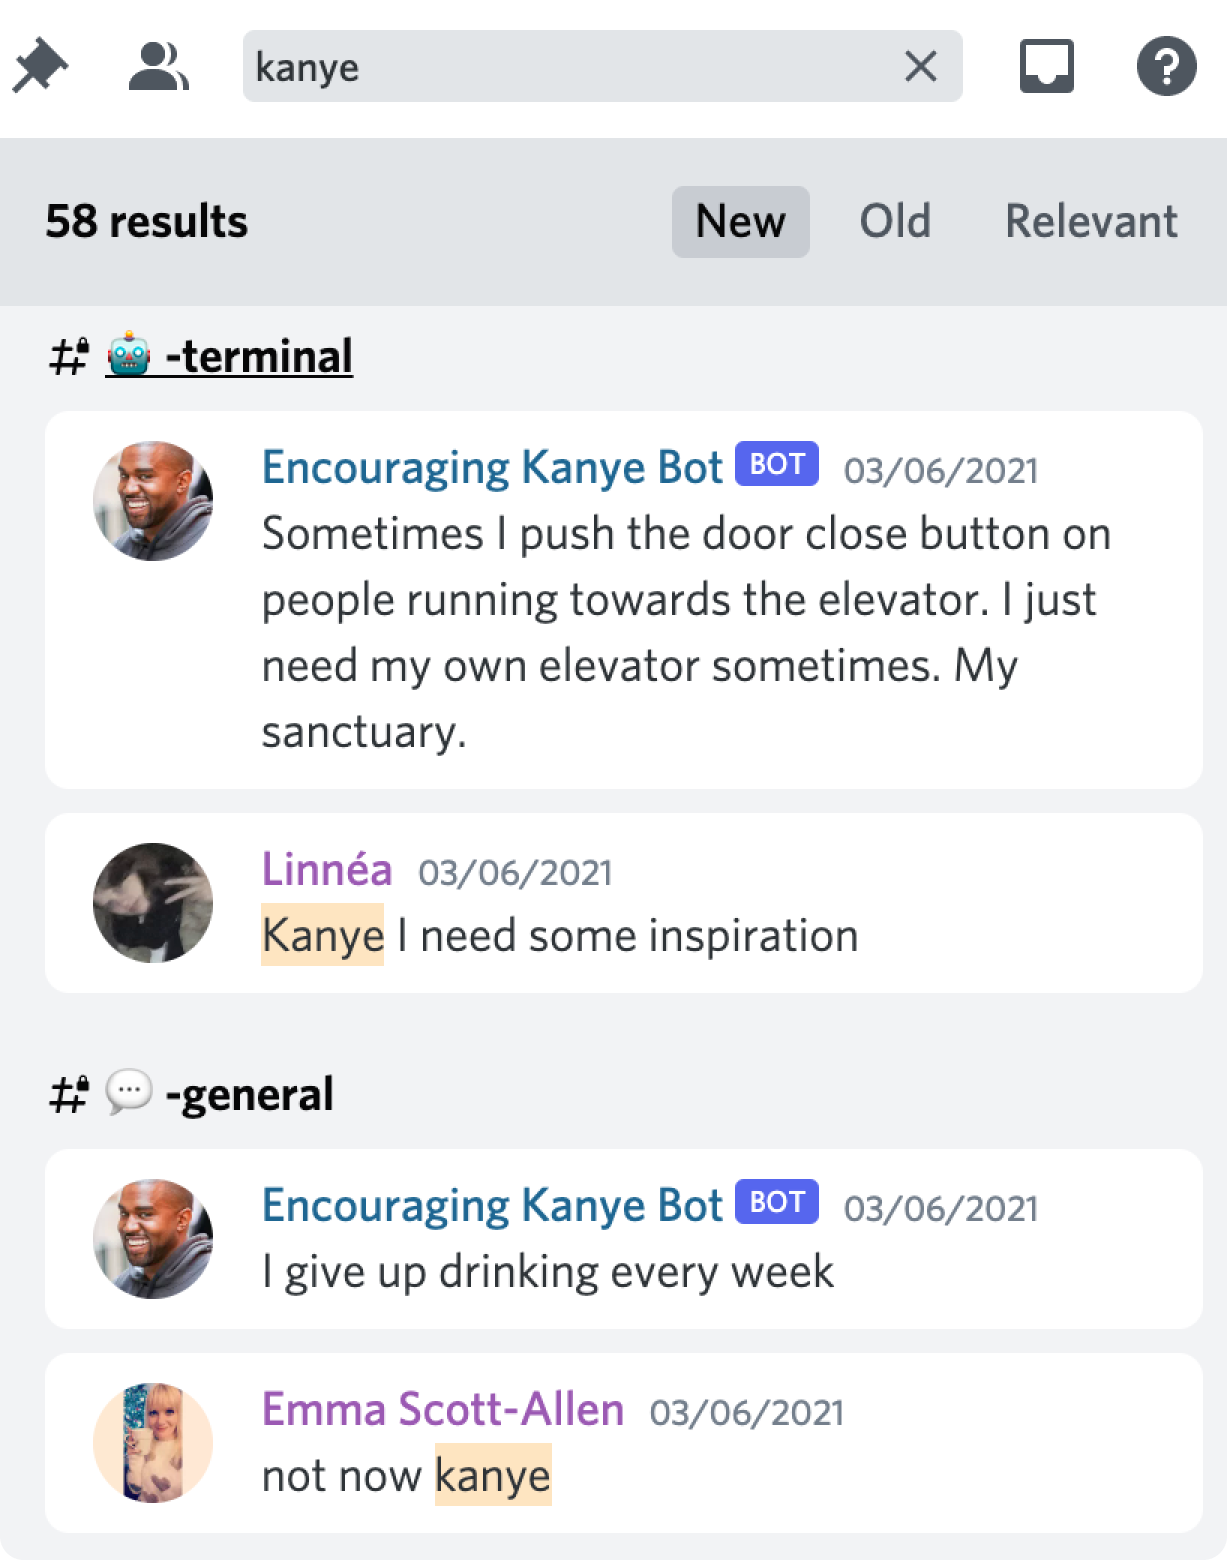 kanye
58 results
New Old Relevant
🤖 -terminal
Encouraging Kanye Bot BOT 03/06/2021
Sometimes I push the door close button on
people running towards the elevator. I just
need my own elevator sometimes. My
sanctuary.
Linnéa 03/06/2021
Kanye I need some inspiration
💬 -general
Encouraging Kanye Bot BOT 03/06/2021
I give up drinking every week
Emma Scott-Allen 03/06/2021
not now kanye